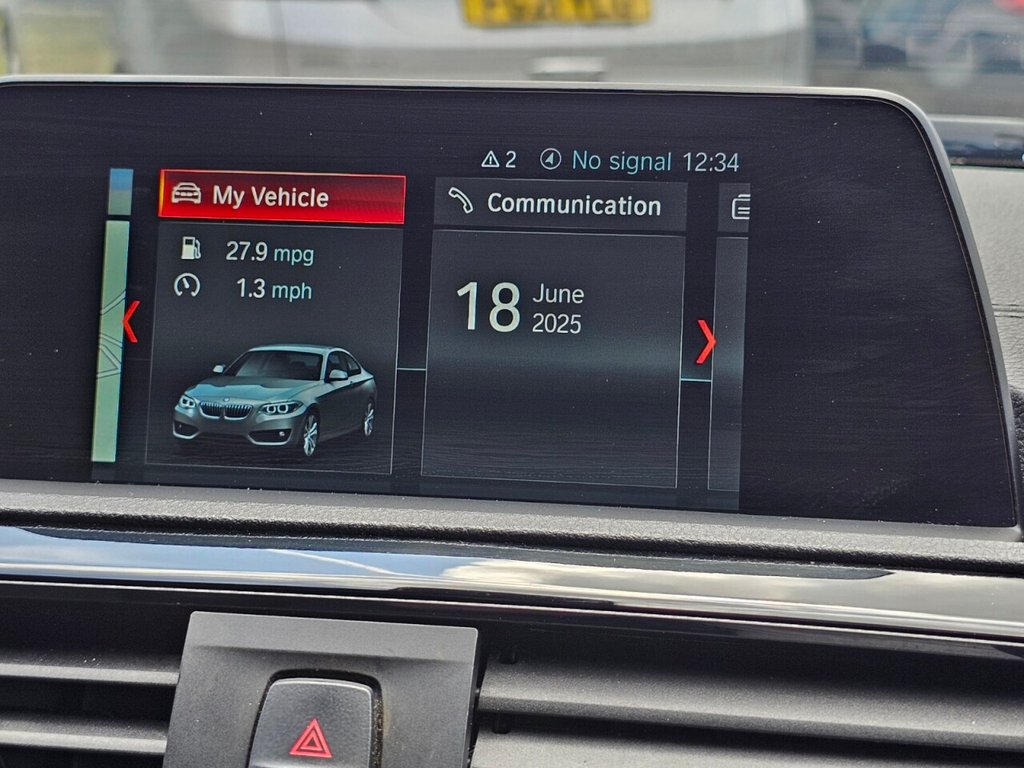 2 No signal 12:34
My Vehicle
Communication
27.9 mpg
1.3 mph
18 June
2025